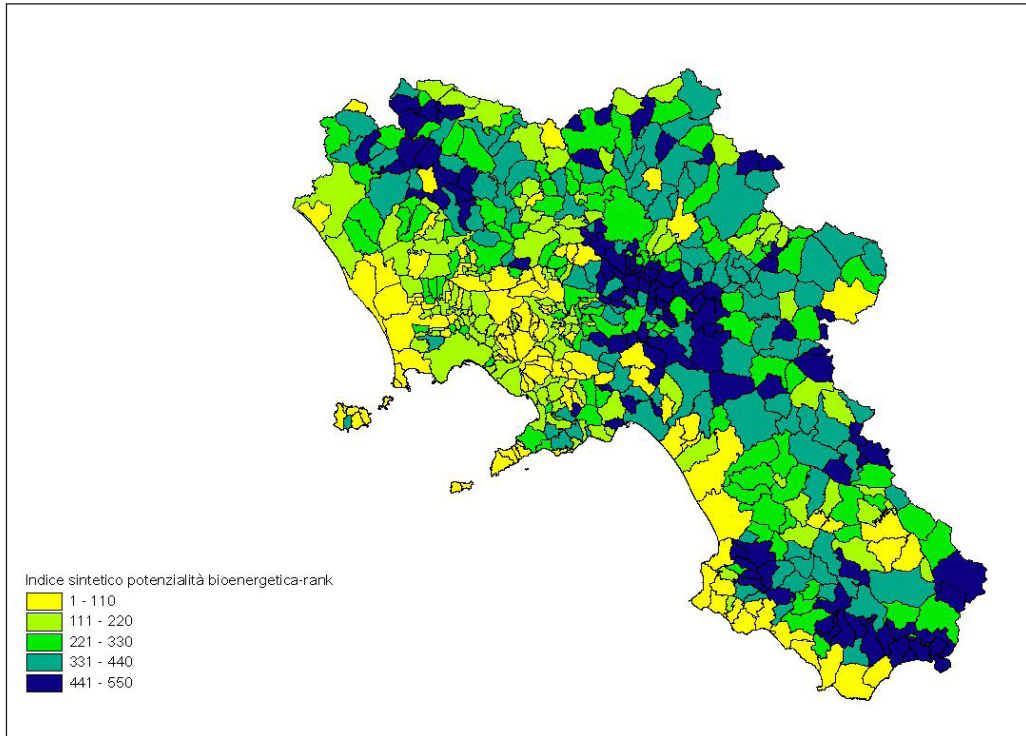 Indice sintetico potenzialità bioenergetica-rank
1 - 110
111 - 220
221 - 330
331 - 440
441 - 550